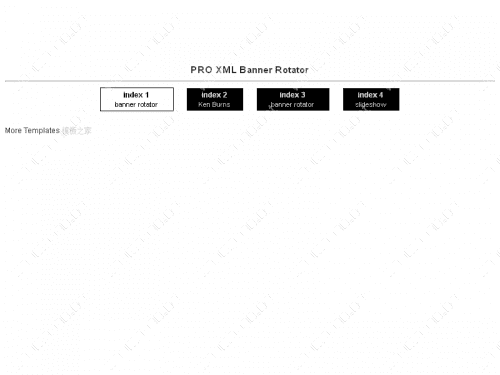 PRO XML Banner Rotator
index 1
banner rotator
index 2
Ken Burns
index 3
banner rotator
index 4
slideshow
More Templates 模板之家